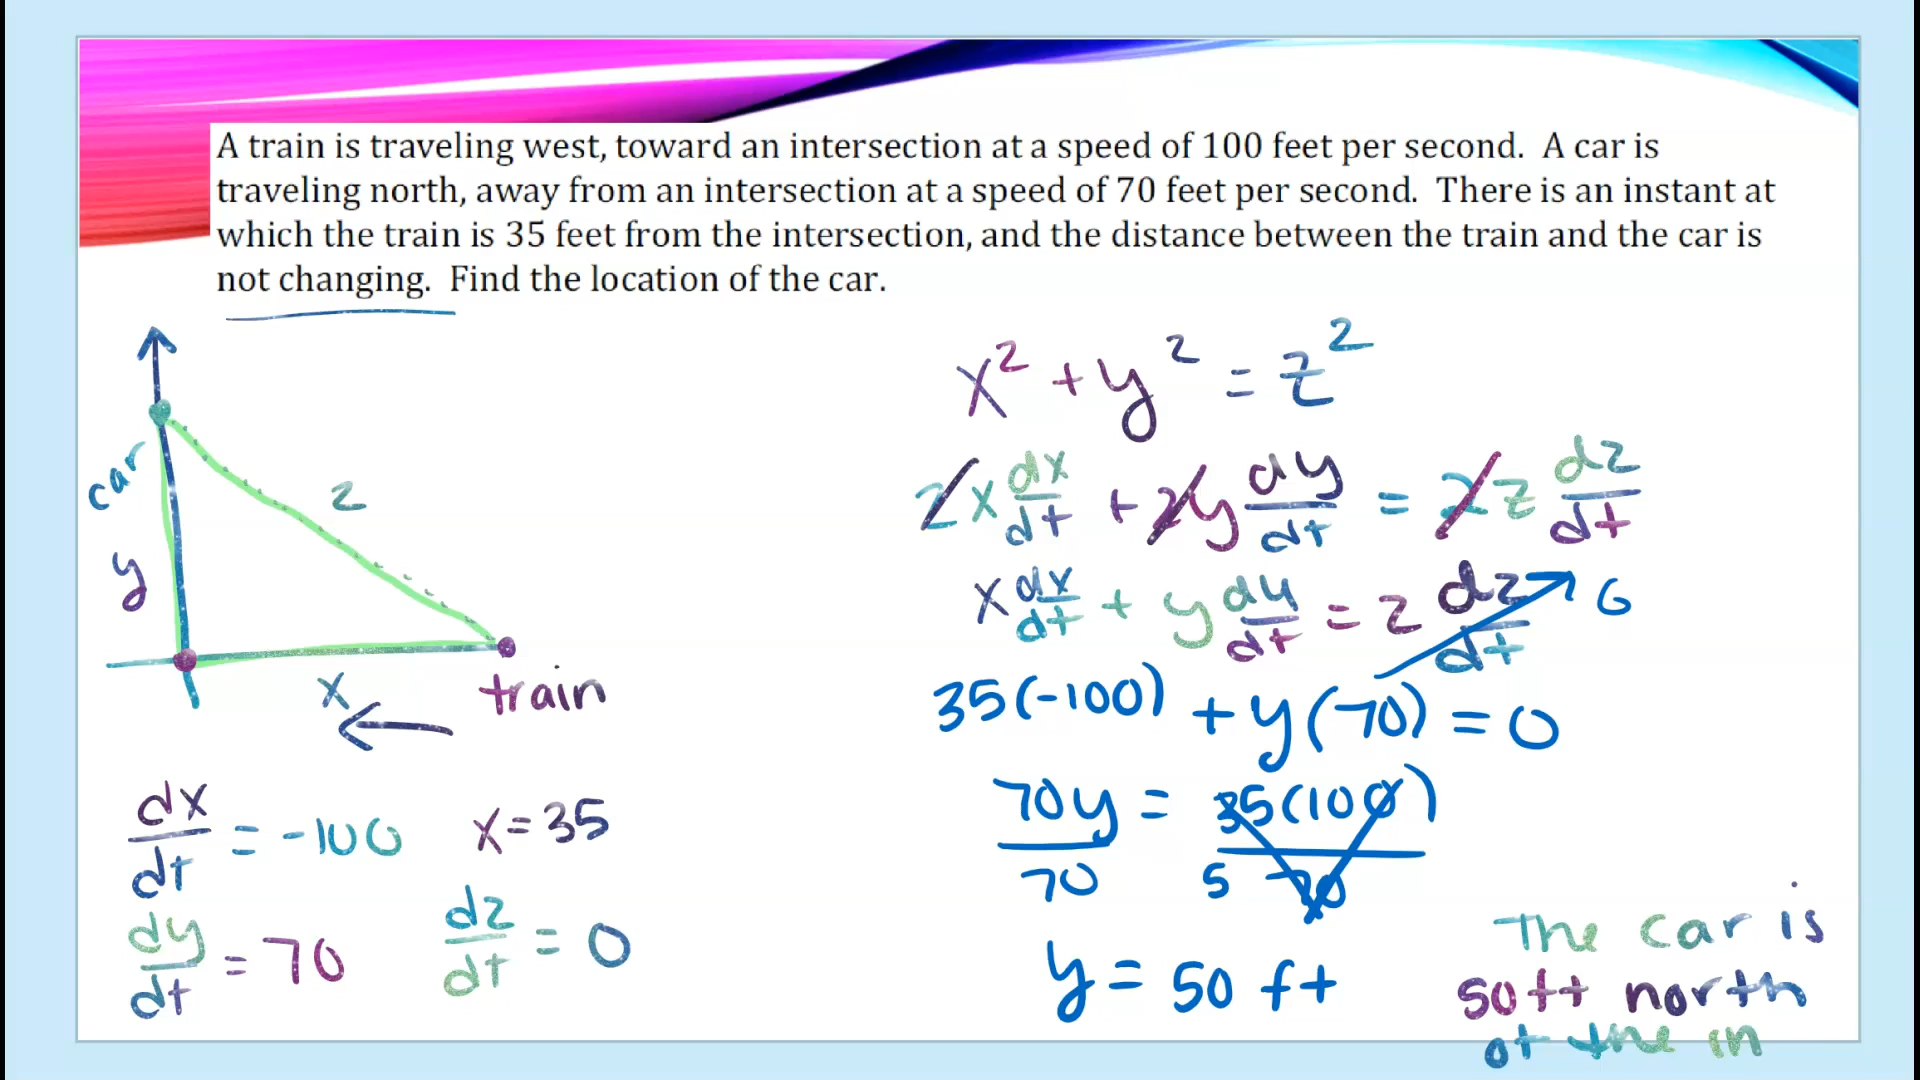 A train is traveling west, toward an intersection at a speed of 100 feet per second. A car is
traveling north, away from an intersection at a speed of 70 feet per second. There is an instant at
which the train is 35 feet from the intersection, and the distance between the train and the car is
not changing. Find the location of the car.
car
y
z
x
train
dx/dt = -100
x = 35
dy/dt = 70
dz/dt = 0
x² + y² = z²
2x dx/dt + 2y dy/dt = 2z dz/dt
x dx/dt + y dy/dt = z dz/dt 0
35(-100) + y(70) = 0
70y/70 = 35(100)/70 5
y = 50 ft
The car is
50ft north
of the in